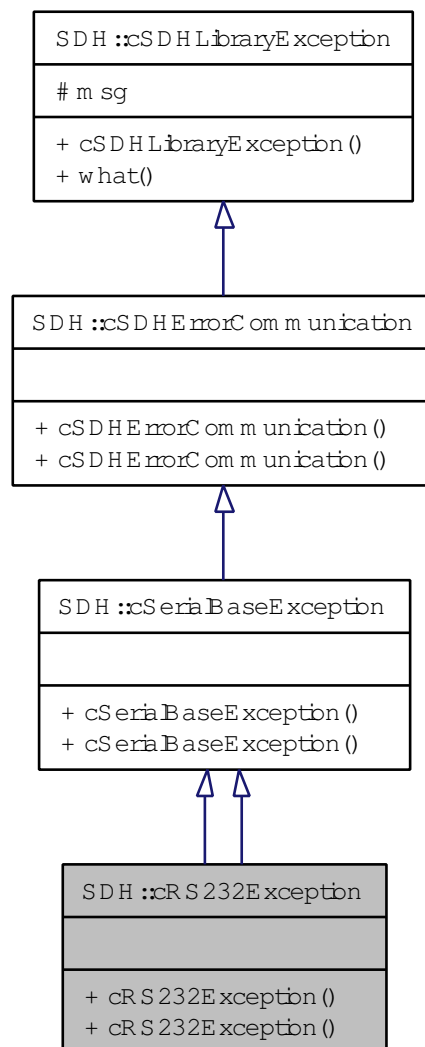 SDH::cSDHLibraryException
# msg
+ cSDHLibraryException()
+ what()
SDH::cSDHErrorCommunication
+ cSDHErrorCommunication()
+ cSDHErrorCommunication()
SDH::cSerialBaseException
+ cSerialBaseException()
+ cSerialBaseException()
SDH::cRS232Exception
+ cRS232Exception()
+ cRS232Exception()